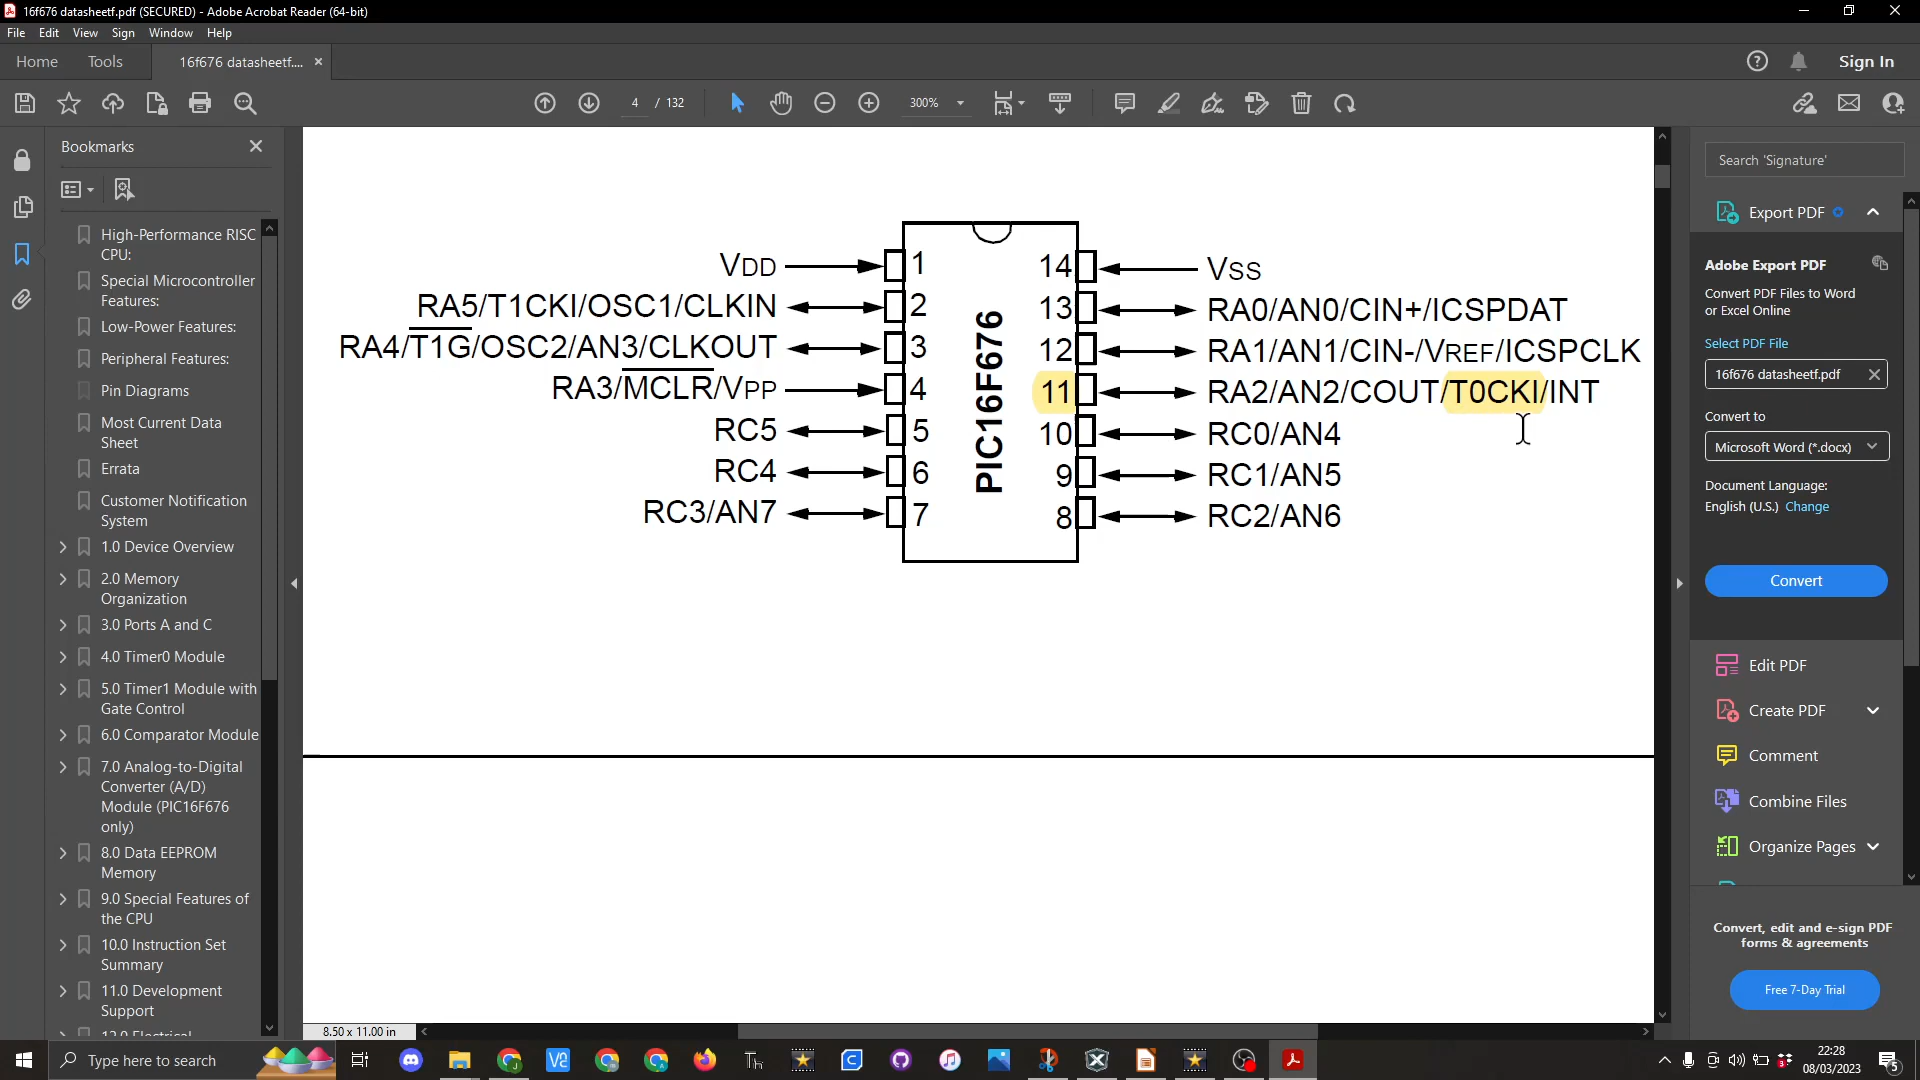 16f676 datasheetf.pdf (SECURED) - Adobe Acrobat Reader (64-bit)
File Edit View Sign Window Help
Home Tools 16f676 datasheetf.... × Sign In
4 / 132 300%
Bookmarks
High-Performance RISC
CPU:
Special Microcontroller
Features:
Low-Power Features:
Peripheral Features:
Pin Diagrams
Most Current Data
Sheet
Errata
Customer Notification
System
1.0 Device Overview
2.0 Memory
Organization
3.0 Ports A and C
4.0 Timer0 Module
5.0 Timer1 Module with
Gate Control
6.0 Comparator Module
7.0 Analog-to-Digital
Converter (A/D)
Module (PIC16F676
only)
8.0 Data EEPROM
Memory
9.0 Special Features of
the CPU
10.0 Instruction Set
Summary
11.0 Development
Support
VDD 1 14 VSS
RA5/T1CKI/OSC1/CLKIN 2 13 RA0/AN0/CIN+/ICSPDAT
RA4/T1G/OSC2/AN3/CLKOUT 3 12 RA1/AN1/CIN-/VREF/ICSPCLK
RA3/MCLR/VPP 4 11 RA2/AN2/COUT/T0CKI/INT
RC5 5 10 RC0/AN4
RC4 6 9 RC1/AN5
RC3/AN7 7 8 RC2/AN6
PIC16F676
8.50 x 11.00 in
Search 'Signature'
Export PDF
Adobe Export PDF
Convert PDF Files to Word
or Excel Online
Select PDF File
16f676 datasheetf.pdf
Convert to
Microsoft Word (*.docx)
Document Language:
English (U.S.) Change
Convert
Edit PDF
Create PDF
Comment
Combine Files
Organize Pages
Convert, edit and e-sign PDF
forms & agreements
Free 7-Day Trial
Type here to search
22:28
08/03/2023
5